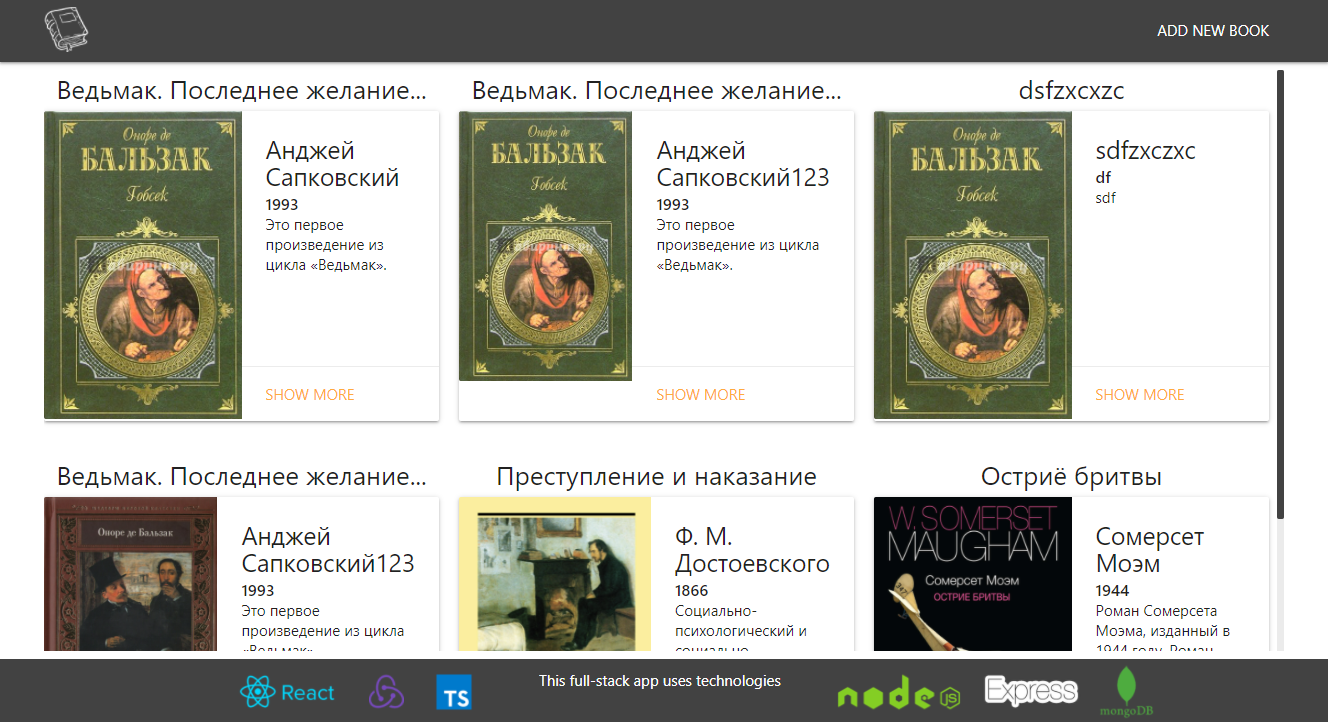 ADD NEW BOOK
Ведьмак. Последнее желание...
Оноре де
БАЛЬЗАК
Гобсек
Анджей
Сапковский
1993
Это первое
произведение из
цикла «Ведьмак».
SHOW MORE
Ведьмак. Последнее желание...
Оноре де
БАЛЬЗАК
Гобсек
Анджей
Сапковский123
1993
Это первое
произведение из цикла
«Ведьмак».
SHOW MORE
dsfzxcxzc
Оноре де
БАЛЬЗАК
Гобсек
sdfzxczxc
df
sdf
SHOW MORE
Ведьмак. Последнее желание...
Оноре де Бальзак
Анджей
Сапковский123
1993
Это первое
произведение из цикла
«Ведьмак».
Преступление и наказание
Ф. М.
Достоевского
1866
Социально-
психологический и
социально-
Остриё бритвы
W. SOMERSET
MAUGHAM
Сомерсет Моэм
ОСТРИЕ БРИТВЫ
Сомерсет
Моэм
1944
Роман Сомерсета
Моэма, изданный в
1944 году. Роман
React
TS
This full-stack app uses technologies
node
JS
Express
mongoDB